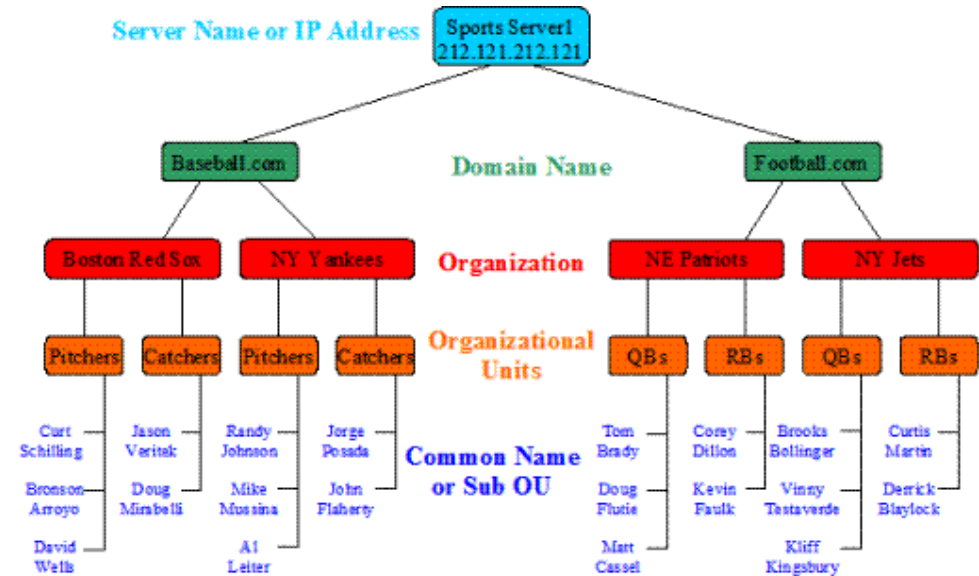 Server Name or IP Address
Sports Server1
212.121.212.121
Baseball.com
Domain Name
Football.com
Boston Red Sox
NY Yankees
Organization
NE Patriots
NY Jets
Pitchers
Catchers
Pitchers
Catchers
Organizational
Units
QBs
RBs
QBs
RBs
Curt
Schilling
Bronson
Arroyo
David
Wells
Jason
Veritek
Doug
Mirabelli
Randy
Johnson
Mike
Mussina
A1
Leiter
Jorge
Posada
John
Flaherty
Common Name
or Sub OU
Tom
Brady
Doug
Flutie
Matt
Cassel
Corey
Dillon
Kevin
Faulk
Brooks
Bollinger
Vinny
Testaverde
Kliff
Kingsbury
Curtis
Martin
Derrick
Blaylock